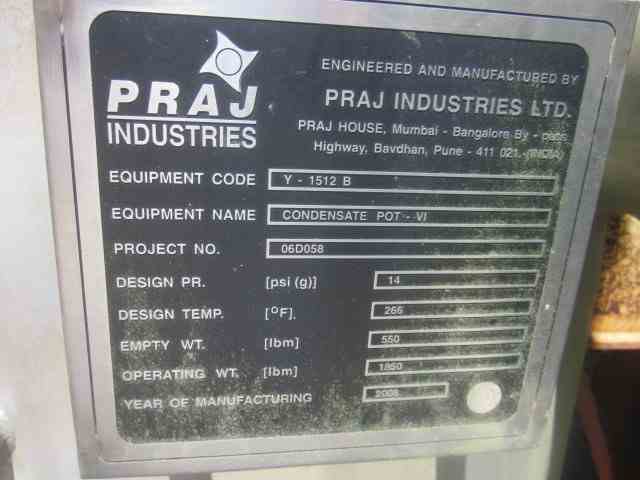 PRAJ
INDUSTRIES
ENGINEERED AND MANUFACTURED BY
PRAJ INDUSTRIES LTD.
PRAJ HOUSE, Mumbai - Bangalore By - pass
Highway, Bavdhan, Pune - 411 021. (INDIA)
EQUIPMENT CODE Y - 1512 B
EQUIPMENT NAME CONDENSATE POT - VI
PROJECT NO. 06D058
DESIGN PR. [psi (g)] 14
DESIGN TEMP. [°F]. 266
EMPTY WT. [lbm] 550
OPERATING WT. [lbm] 1850
YEAR OF MANUFACTURING